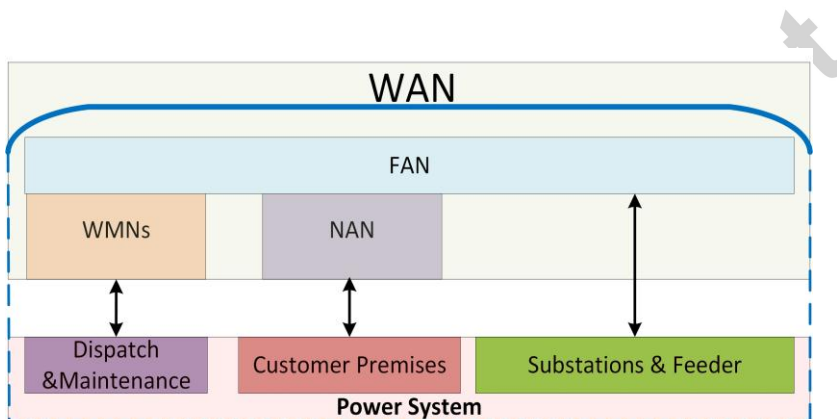 WAN
FAN
WMNs
NAN
Dispatch
&Maintenance
Customer Premises
Substations & Feeder
Power System